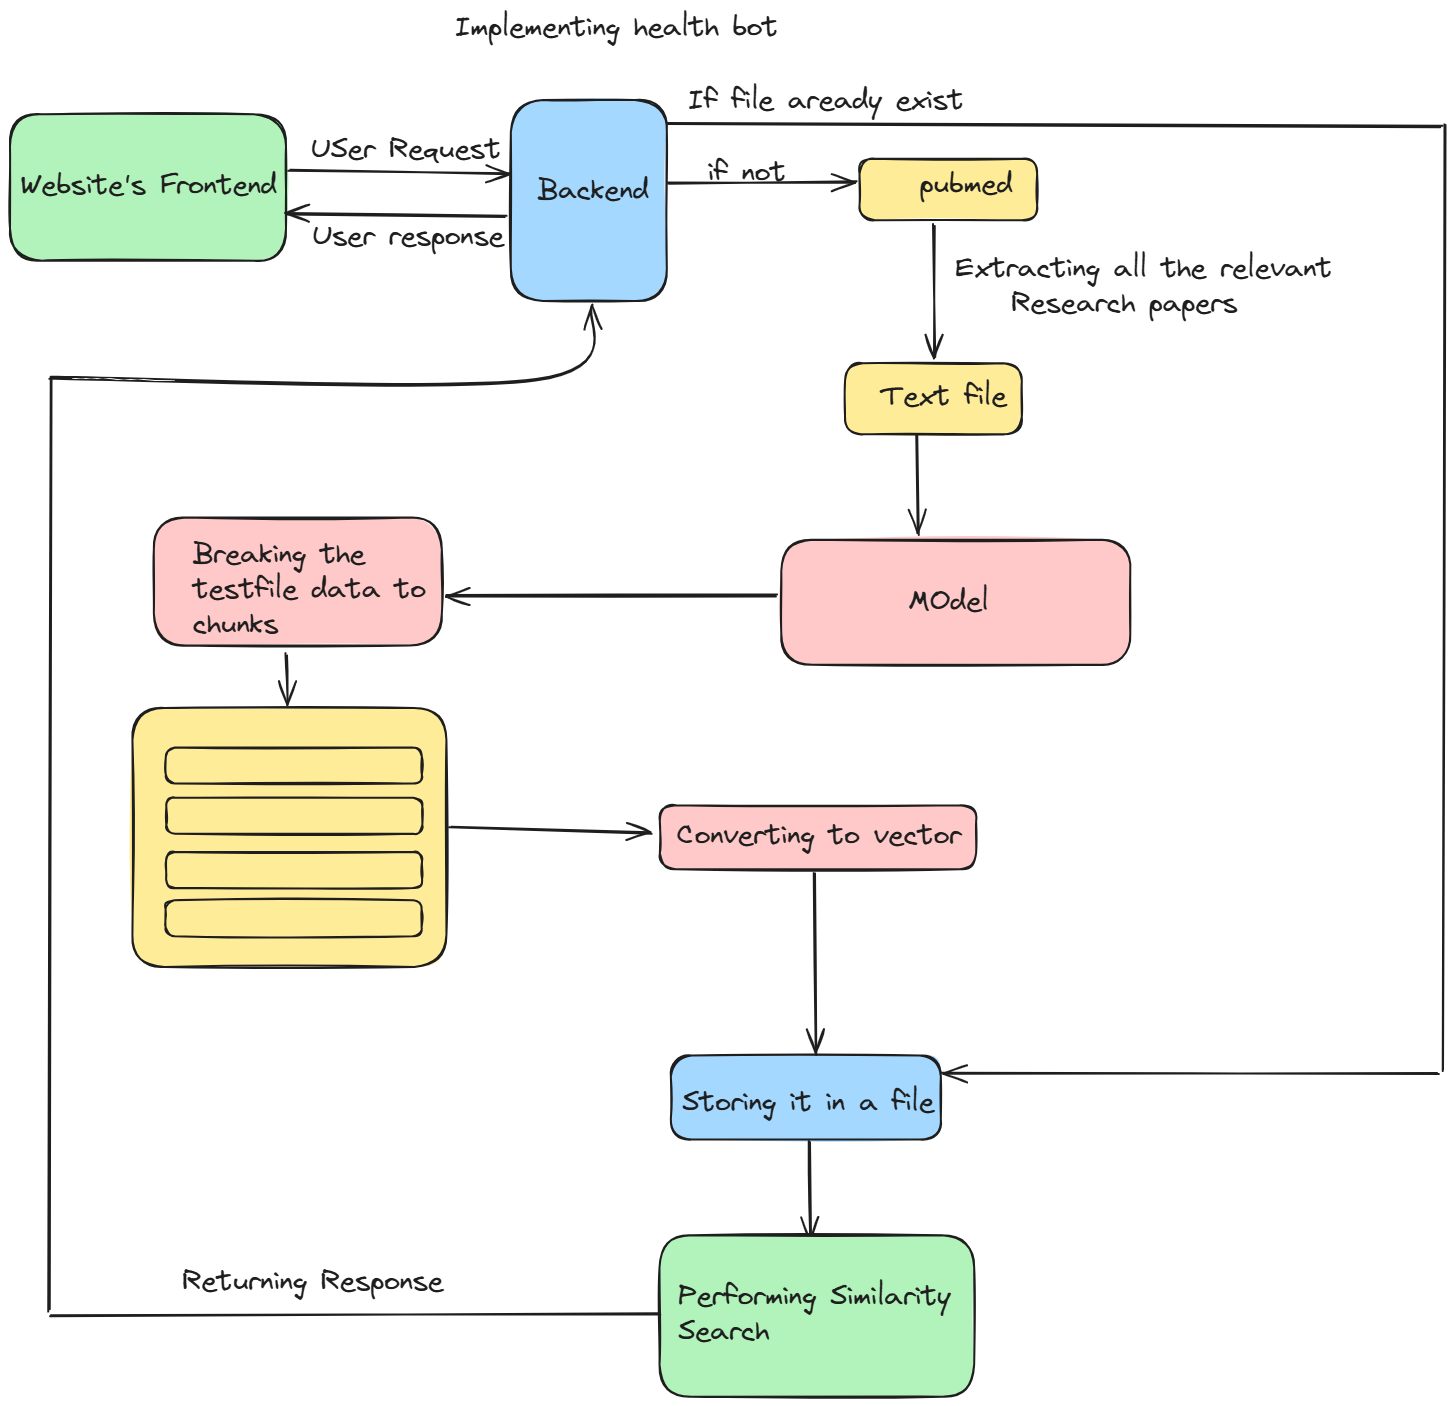 Implementing health bot
If file aready exist
USer Request
Website's Frontend
Backend
if not
pubmed
User response
Extracting all the relevant
Research papers
Text file
Breaking the
testfile data to
chunks
MOdel
Converting to vector
Storing it in a file
Returning Response
Performing Similarity
Search